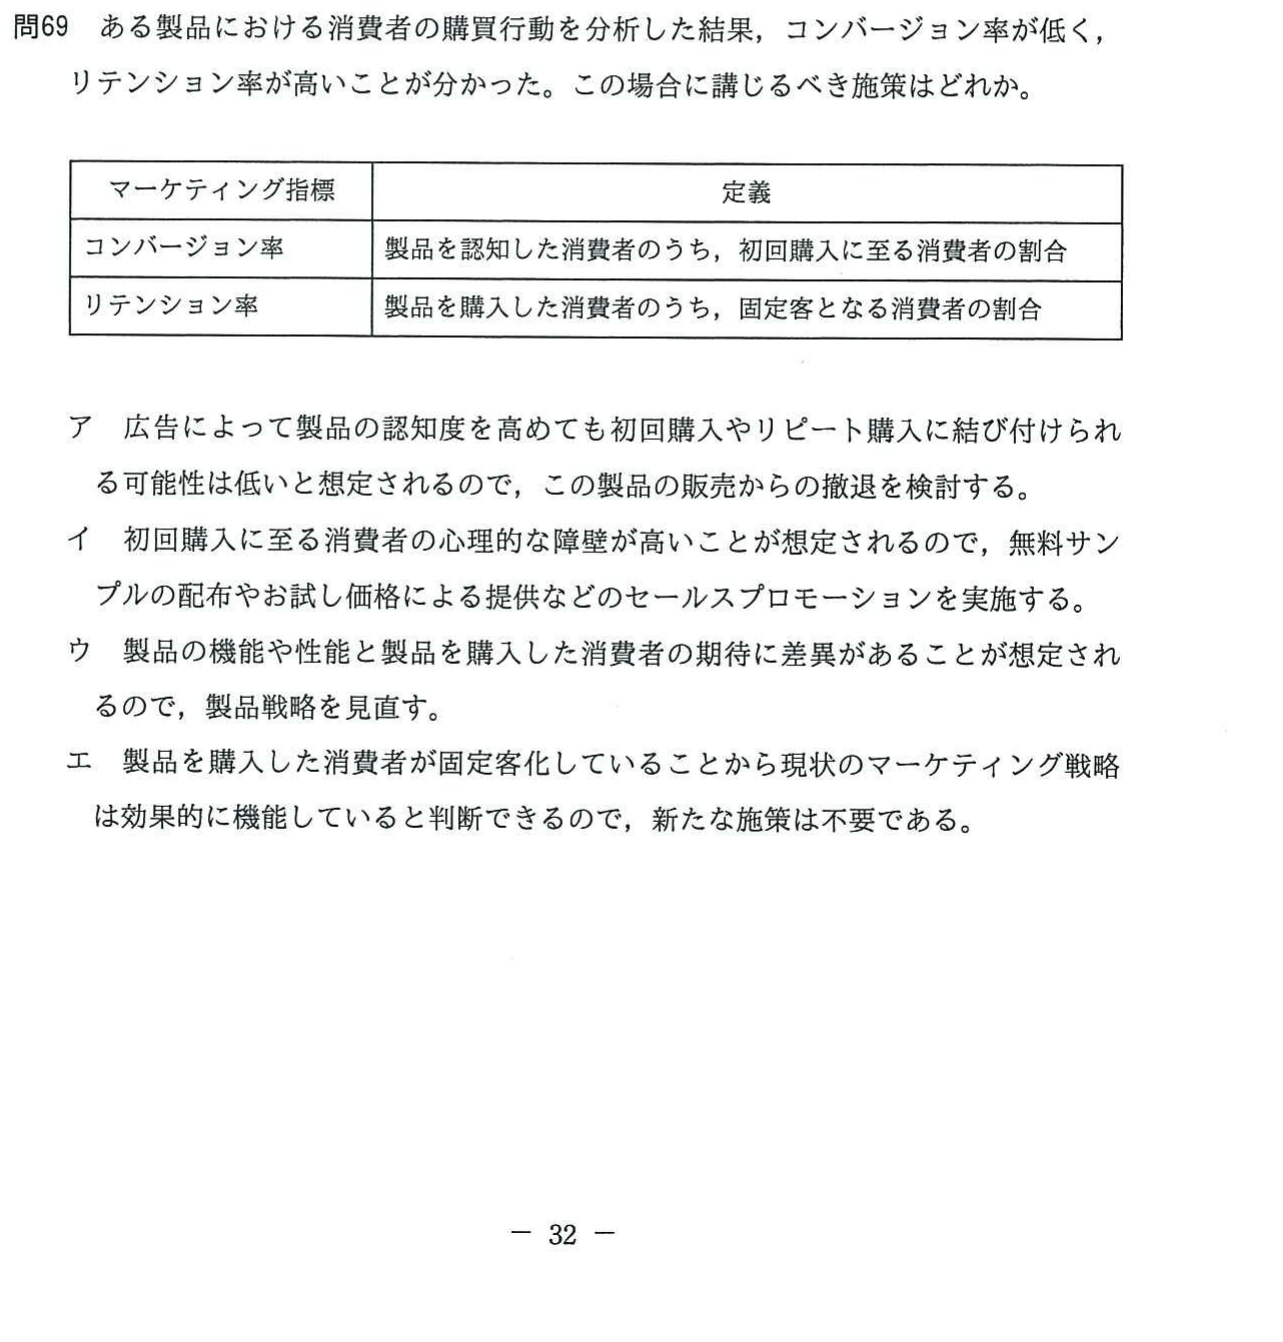 問69　ある製品における消費者の購買行動を分析した結果，コンバージョン率が低く，
リテンション率が高いことが分かった。この場合に講じるべき施策はどれか。
マーケティング指標　定義
コンバージョン率　製品を認知した消費者のうち，初回購入に至る消費者の割合
リテンション率　製品を購入した消費者のうち，固定客となる消費者の割合
ア　広告によって製品の認知度を高めても初回購入やリピート購入に結び付けられ
る可能性は低いと想定されるので，この製品の販売からの撤退を検討する。
イ　初回購入に至る消費者の心理的な障壁が高いことが想定されるので，無料サン
プルの配布やお試し価格による提供などのセールスプロモーションを実施する。
ウ　製品の機能や性能と製品を購入した消費者の期待に差異があることが想定され
るので，製品戦略を見直す。
エ　製品を購入した消費者が固定客化していることから現状のマーケティング戦略
は効果的に機能していると判断できるので，新たな施策は不要である。
－ 32 －